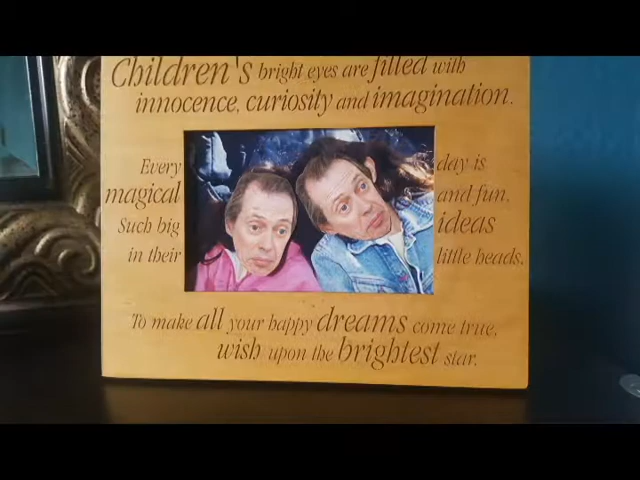 Children's bright eyes are filled with
innocence, curiosity and imagination.
Every day is
magical and fun,
Such big ideas
in their little heads.
To make all your happy dreams come true,
wish upon the brightest star.